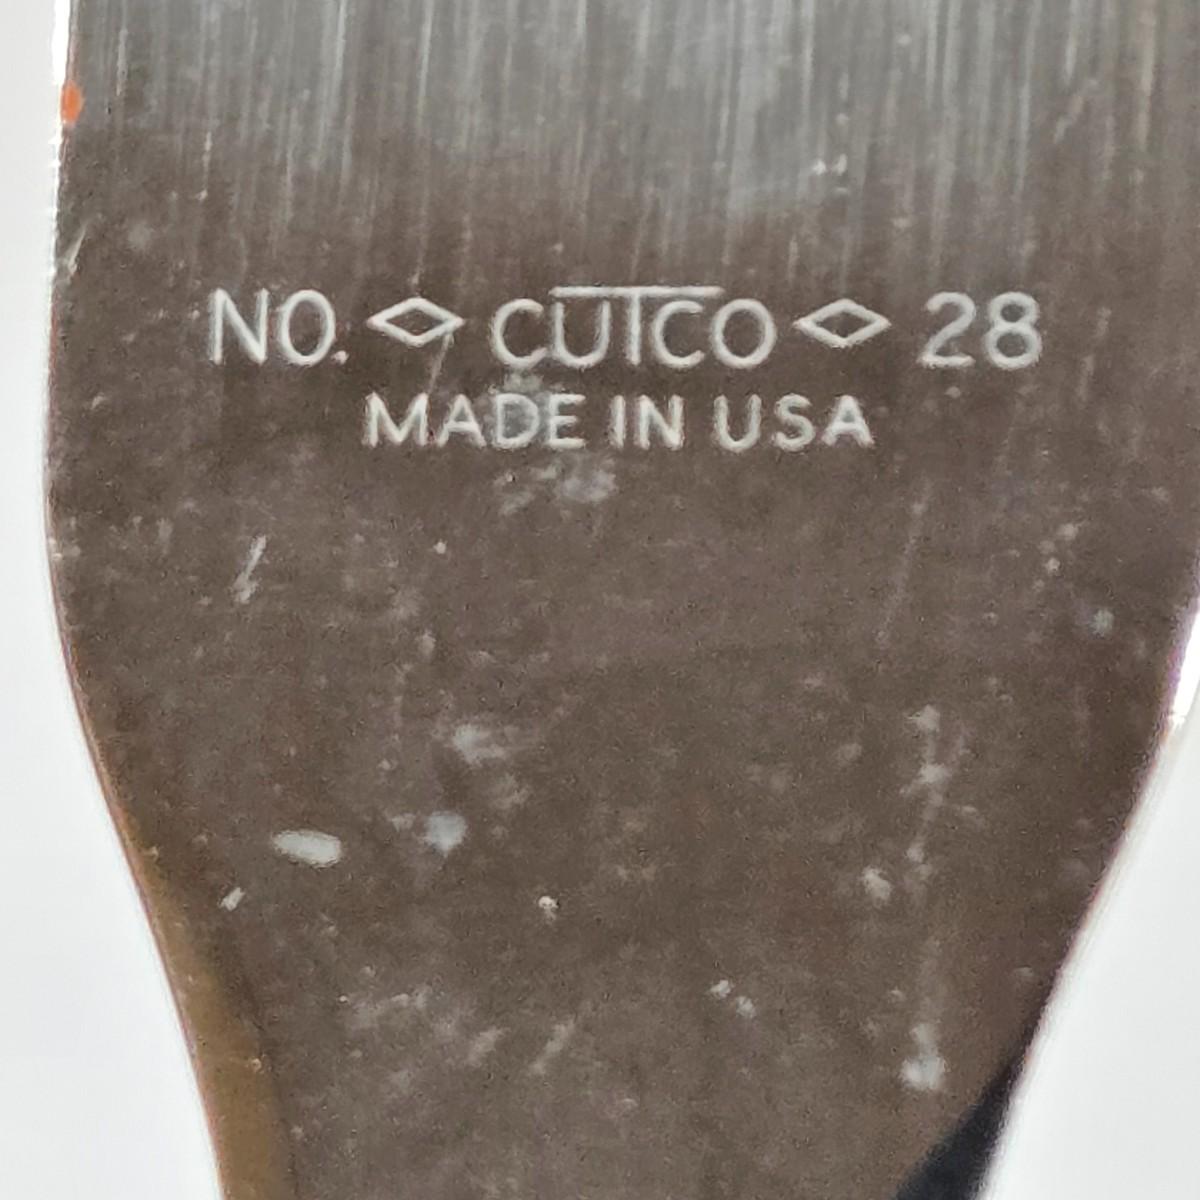 NO. ◇ CUTCO ◇ 28
MADE IN USA